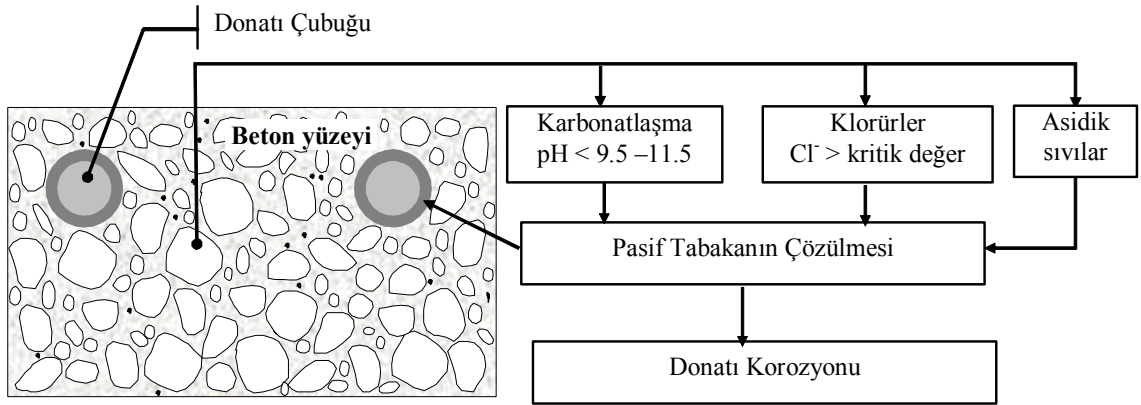 Donatı Çubuğu
Beton yüzeyi
Karbonatlaşma
pH < 9.5 –11.5
Klorürler
Cl⁻ > kritik değer
Asidik
sıvılar
Pasif Tabakanın Çözülmesi
Donatı Korozyonu